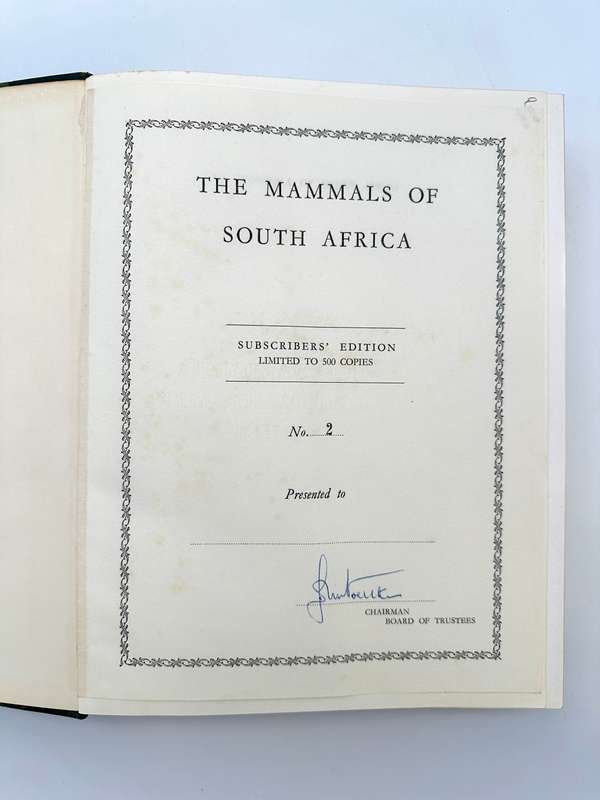 THE MAMMALS OF
SOUTH AFRICA
SUBSCRIBERS' EDITION
LIMITED TO 500 COPIES
No. 2
Presented to
CHAIRMAN
BOARD OF TRUSTEES